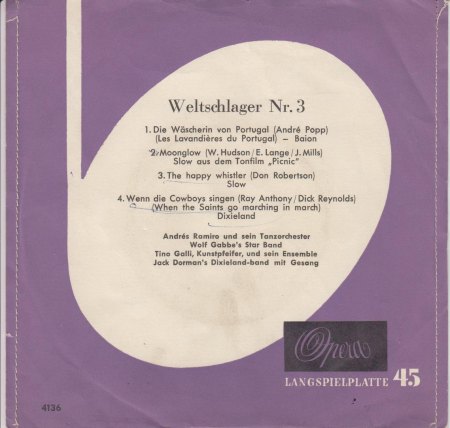 Weltschlager Nr. 3
1. Die Wäscherin von Portugal (André Popp)
(Les Lavandières du Portugal) – Baion
2. Moonglow (W. Hudson/E. Lange/J. Mills)
Slow aus dem Tonfilm „Picnic"
3. The happy whistler (Don Robertson)
Slow
4. Wenn die Cowboys singen (Ray Anthony/Dick Reynolds)
(When the Saints go marching in march)
Dixieland
Andrés Ramiro und sein Tanzorchester
Wolf Gabbe's Star Band
Tino Galli, Kunstpfeifer, und sein Ensemble
Jack Dorman's Dixieland-band mit Gesang
Opera
LANGSPIELPLATTE 45
4136